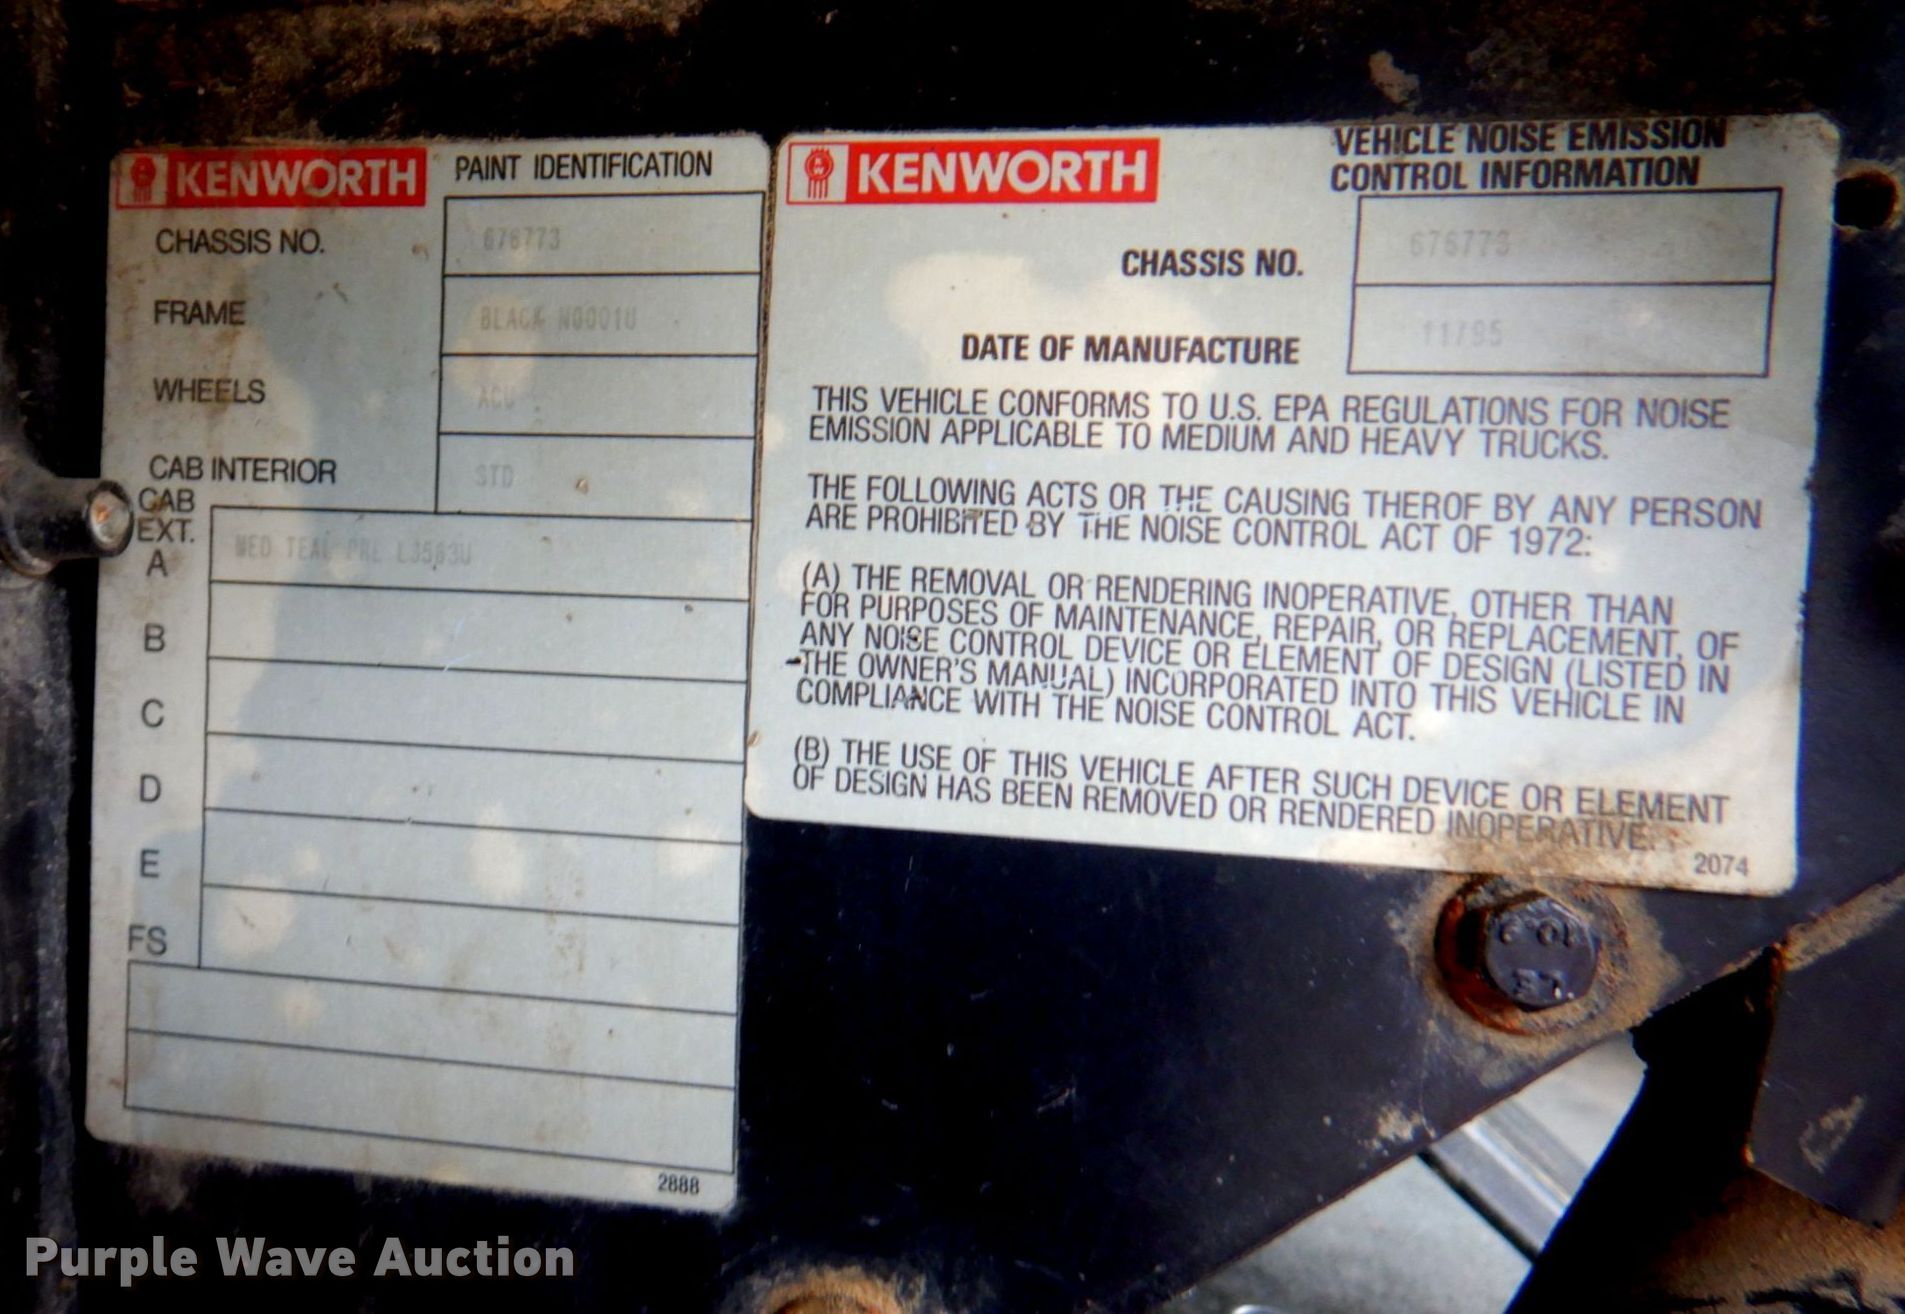 KENWORTH PAINT IDENTIFICATION
CHASSIS NO. 676773
FRAME BLACK N0001U
WHEELS
CAB INTERIOR STD
CAB
EXT.
A MED TEAL PRL L3583U
B
C
D
E
FS
2888
KENWORTH
VEHICLE NOISE EMISSION
CONTROL INFORMATION
CHASSIS NO. 676773
DATE OF MANUFACTURE 11/95
THIS VEHICLE CONFORMS TO U.S. EPA REGULATIONS FOR NOISE
EMISSION APPLICABLE TO MEDIUM AND HEAVY TRUCKS.
THE FOLLOWING ACTS OR THE CAUSING THEROF BY ANY PERSON
ARE PROHIBITED BY THE NOISE CONTROL ACT OF 1972:
(A) THE REMOVAL OR RENDERING INOPERATIVE, OTHER THAN
FOR PURPOSES OF MAINTENANCE, REPAIR, OR REPLACEMENT, OF
ANY NOISE CONTROL DEVICE OR ELEMENT OF DESIGN (LISTED IN
THE OWNER'S MANUAL) INCORPORATED INTO THIS VEHICLE IN
COMPLIANCE WITH THE NOISE CONTROL ACT.
(B) THE USE OF THIS VEHICLE AFTER SUCH DEVICE OR ELEMENT
OF DESIGN HAS BEEN REMOVED OR RENDERED INOPERATIVE.
2074
Purple Wave Auction